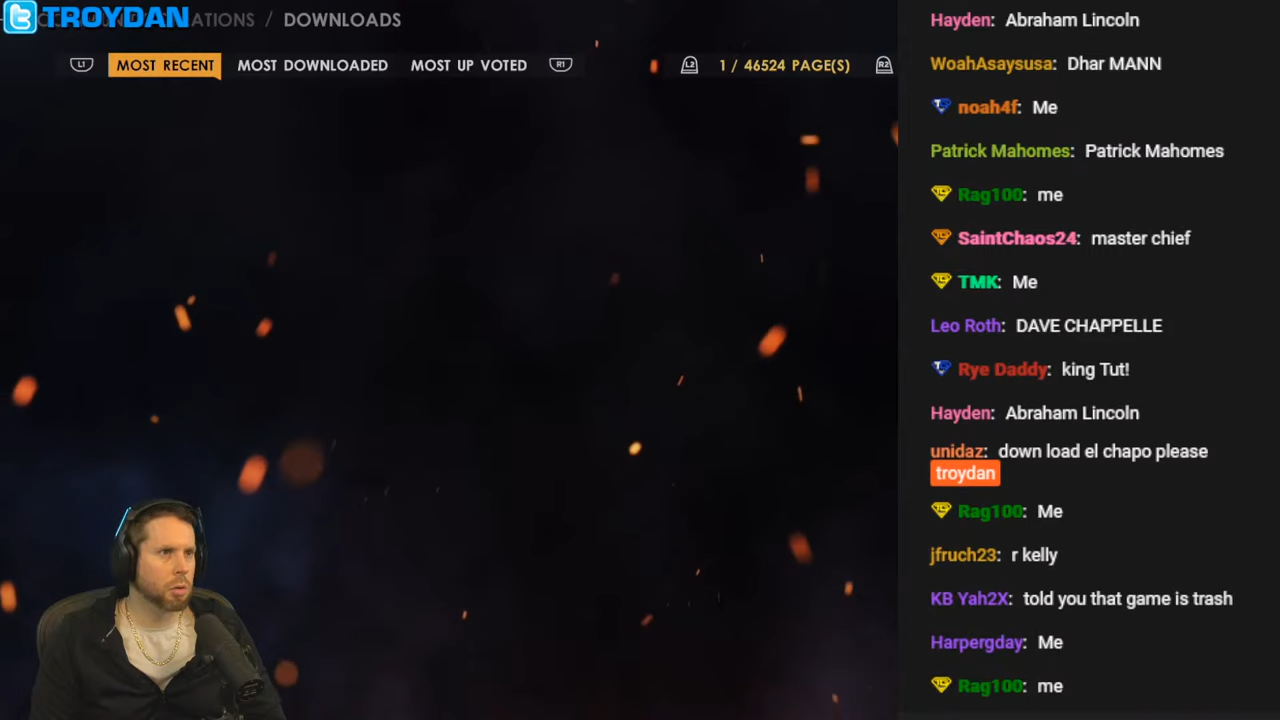 TROYDAN
ATIONS / DOWNLOADS
L1 MOST RECENT MOST DOWNLOADED MOST UP VOTED R1 L2 1 / 46524 PAGE(S) R2
Hayden: Abraham Lincoln
WoahAsaysusa: Dhar MANN
noah4f: Me
Patrick Mahomes: Patrick Mahomes
Rag100: me
SaintChaos24: master chief
TMK: Me
Leo Roth: DAVE CHAPPELLE
Rye Daddy: king Tut!
Hayden: Abraham Lincoln
unidaz: down load el chapo please
troydan
Rag100: Me
jfruch23: r kelly
KB Yah2X: told you that game is trash
Harpergday: Me
Rag100: me